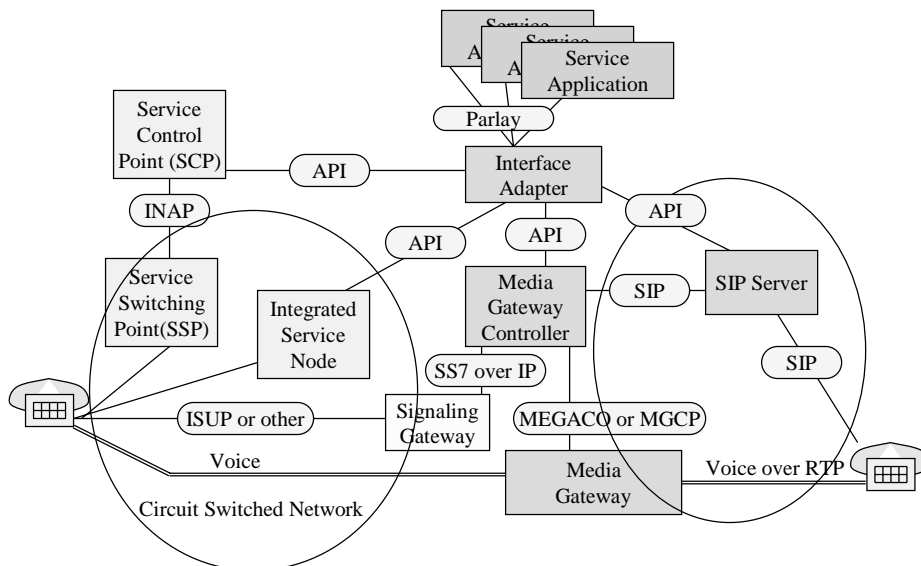 Service
A
Service
A
Service
Application
Parlay
Service
Control
Point (SCP)
API
Interface
Adapter
INAP
API
API
API
Service
Switching
Point(SSP)
Integrated
Service
Node
Media
Gateway
Controller
SIP
SIP Server
SS7 over IP
SIP
ISUP or other
Signaling
Gateway
MEGACO or MGCP
Voice
Media
Gateway
Voice over RTP
Circuit Switched Network